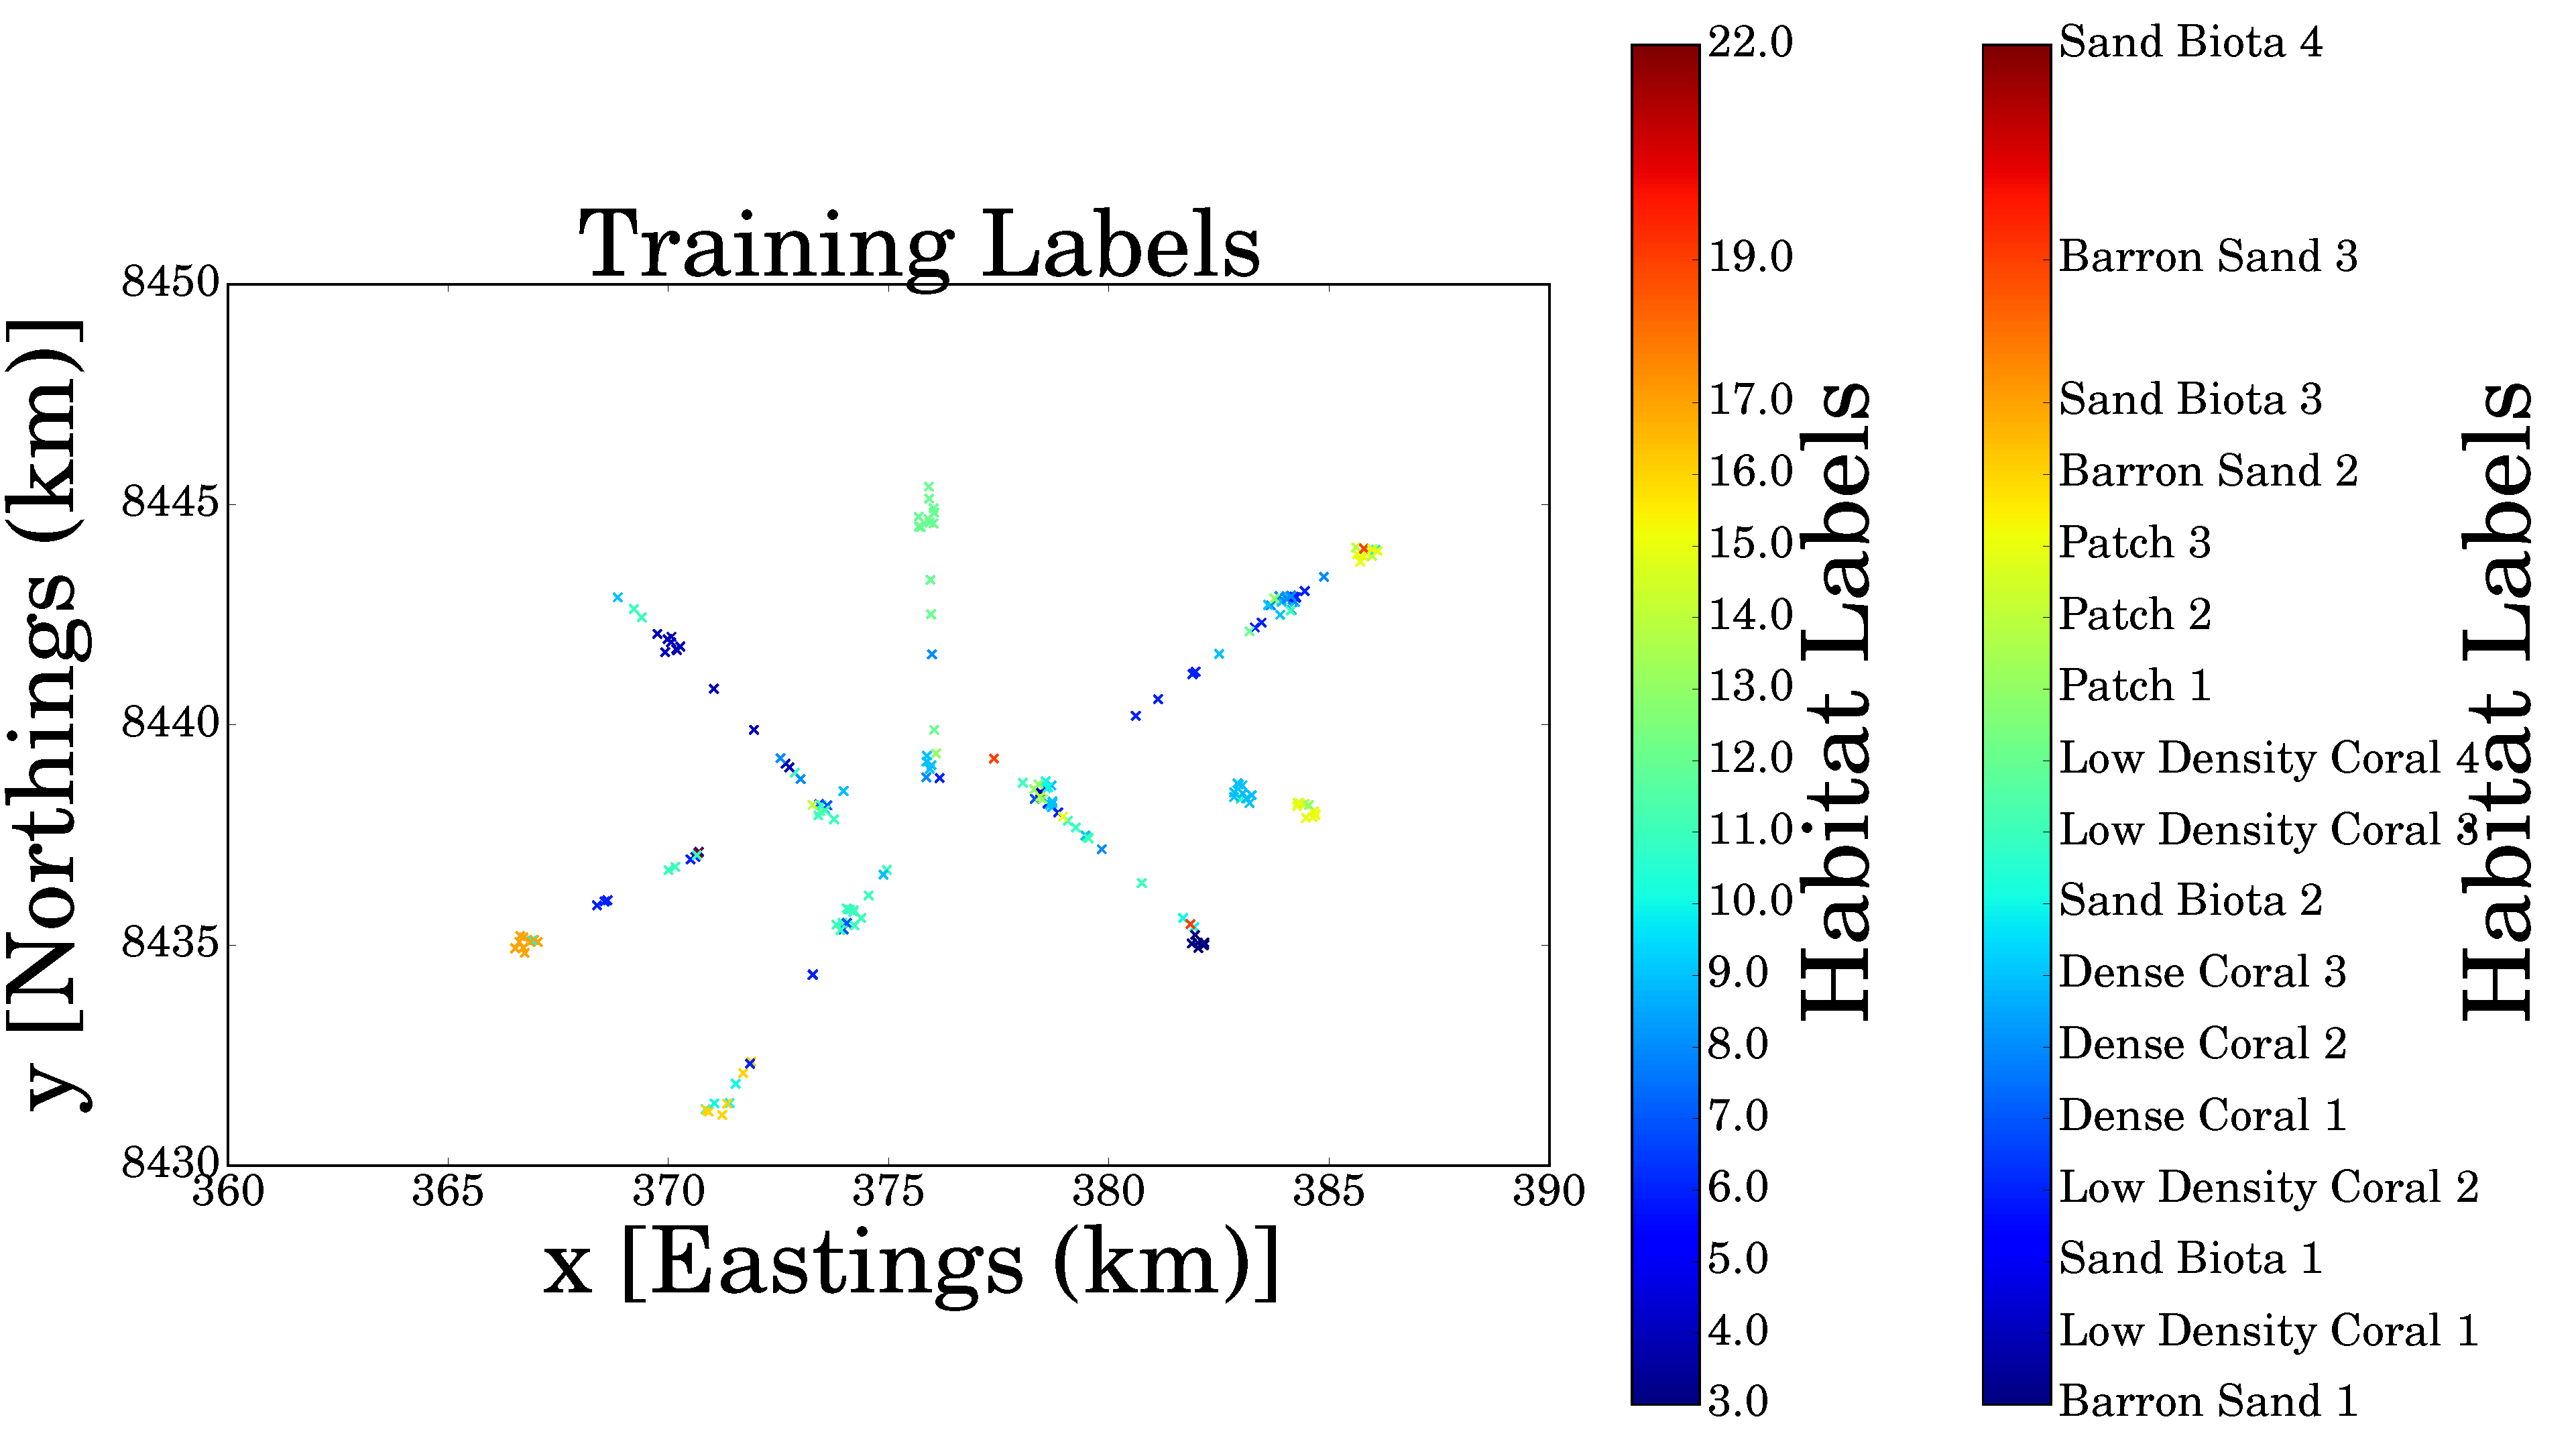 Training Labels
y [Northings (km)]
8450
8445
8440
8435
8430
360
365
370
375
380
385
390
x [Eastings (km)]
22.0
19.0
17.0
16.0
15.0
14.0
13.0
12.0
11.0
10.0
9.0
8.0
7.0
6.0
5.0
4.0
3.0
Habitat Labels
Sand Biota 4
Barron Sand 3
Sand Biota 3
Barron Sand 2
Patch 3
Patch 2
Patch 1
Low Density Coral 4
Low Density Coral 3
Sand Biota 2
Dense Coral 3
Dense Coral 2
Dense Coral 1
Low Density Coral 2
Sand Biota 1
Low Density Coral 1
Barron Sand 1
Habitat Labels